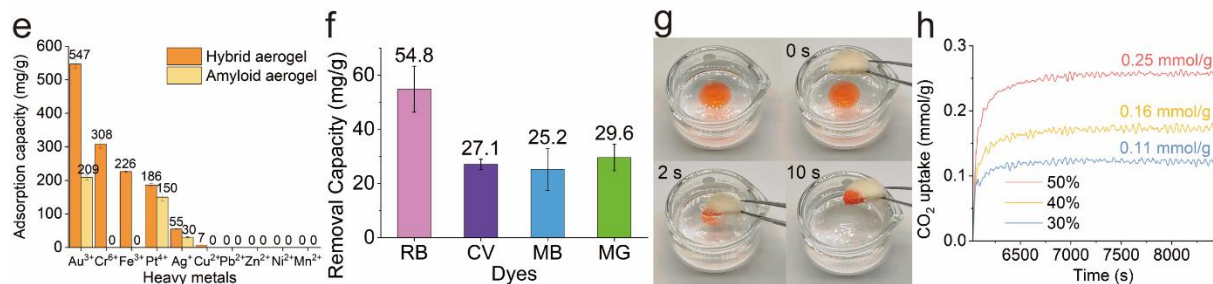 e
Adsorption capacity (mg/g)
600
500
400
300
200
100
0
Hybrid aerogel
Amyloid aerogel
547
209
308
0
226
0
186
150
55
30
7
0 0 0 0 0 0 0 0 0
Au³⁺ Cr⁶⁺ Fe³⁺ Pt⁴⁺ Ag⁺ Cu²⁺ Pb²⁺ Zn²⁺ Ni²⁺ Mn²⁺
Heavy metals
f
Removal Capacity (mg/g)
60
40
20
0
54.8
27.1
25.2
29.6
RB CV MB MG
Dyes
g
0 s
2 s
10 s
h
CO₂ uptake (mmol/g)
0.3
0.2
0.1
0.0
0.25 mmol/g
0.16 mmol/g
0.11 mmol/g
50%
40%
30%
6500 7000 7500 8000
Time (s)